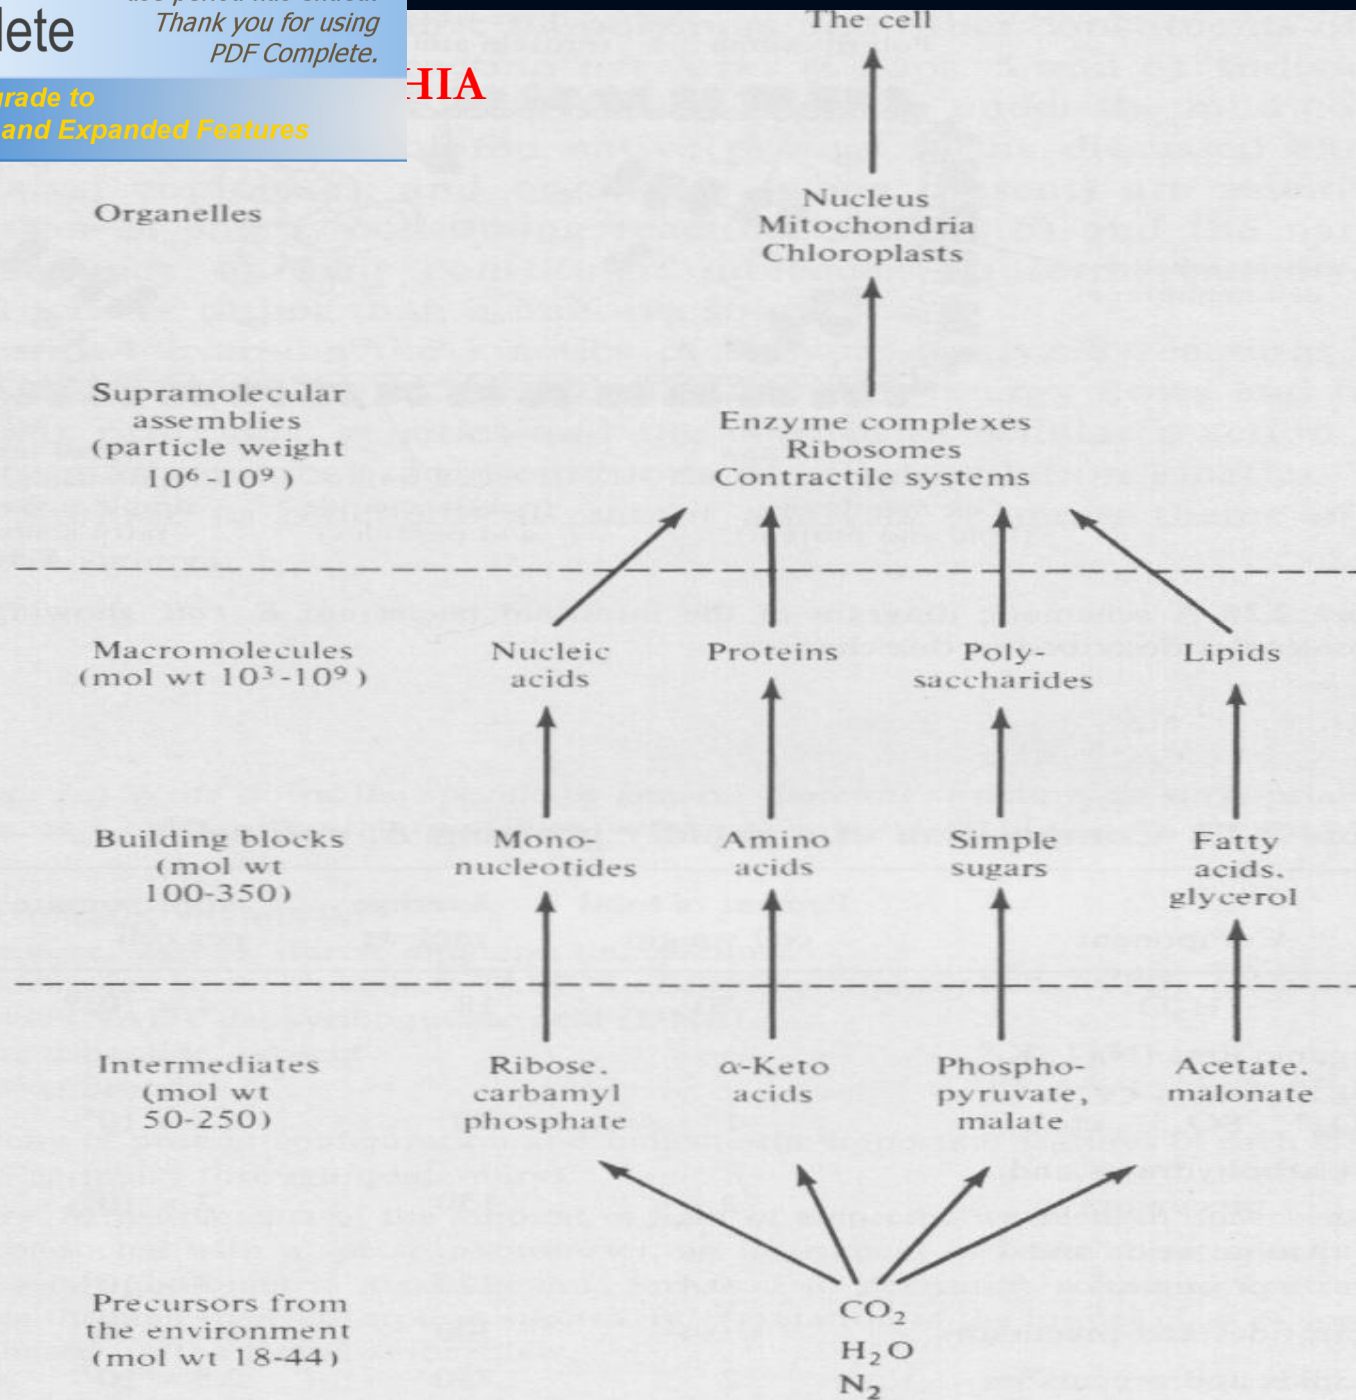 lete
Thank you for using
PDF Complete.
grade to
and Expanded Features
HIA
The cell
Organelles
Nucleus
Mitochondria
Chloroplasts
Supramolecular
assemblies
(particle weight
10⁶-10⁹)
Enzyme complexes
Ribosomes
Contractile systems
Macromolecules
(mol wt 10³-10⁹)
Nucleic
acids
Proteins
Poly-
saccharides
Lipids
Building blocks
(mol wt
100-350)
Mono-
nucleotides
Amino
acids
Simple
sugars
Fatty
acids.
glycerol
Intermediates
(mol wt
50-250)
Ribose.
carbamyl
phosphate
α-Keto
acids
Phospho-
pyruvate,
malate
Acetate.
malonate
Precursors from
the environment
(mol wt 18-44)
CO₂
H₂O
N₂